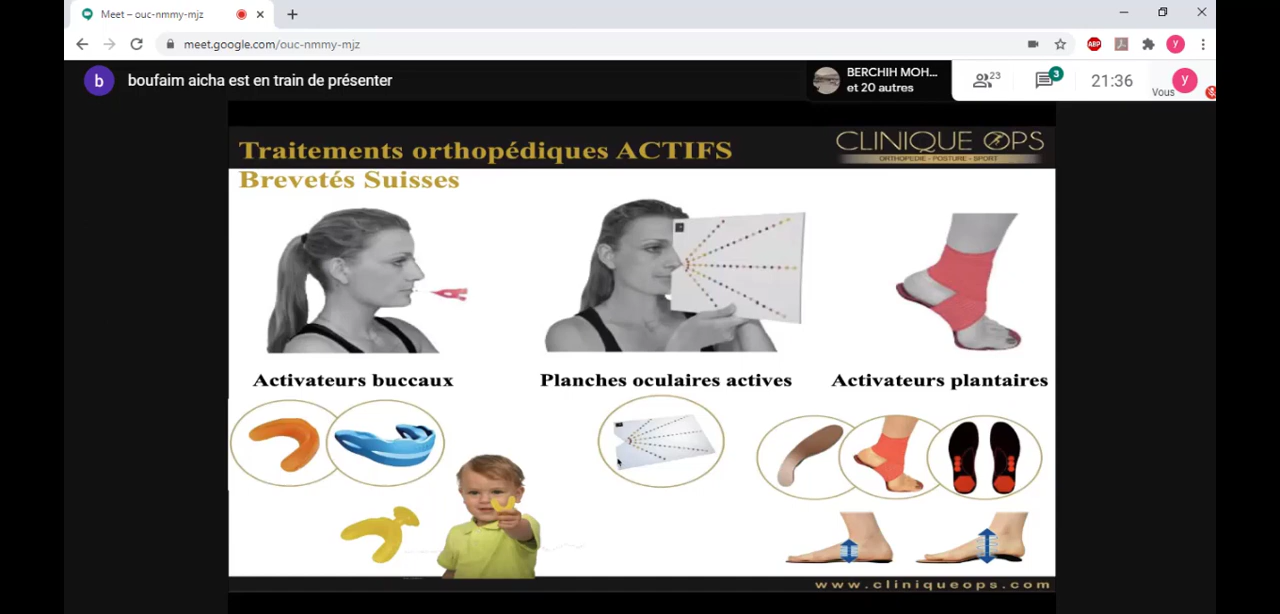 Meet – ouc-nmmy-mjz
meet.google.com/ouc-nmmy-mjz
ABP
y
b
boufaim aicha est en train de présenter
BERCHIH MOH...
et 20 autres
23
3
21:36
Vous
y
Traitements orthopédiques ACTIFS
Brevetés Suisses
CLINIQUE OPS
ORTHOPEDIE - POSTURE - SPORT
Activateurs buccaux
Planches oculaires actives
Activateurs plantaires
www.cliniqueops.com